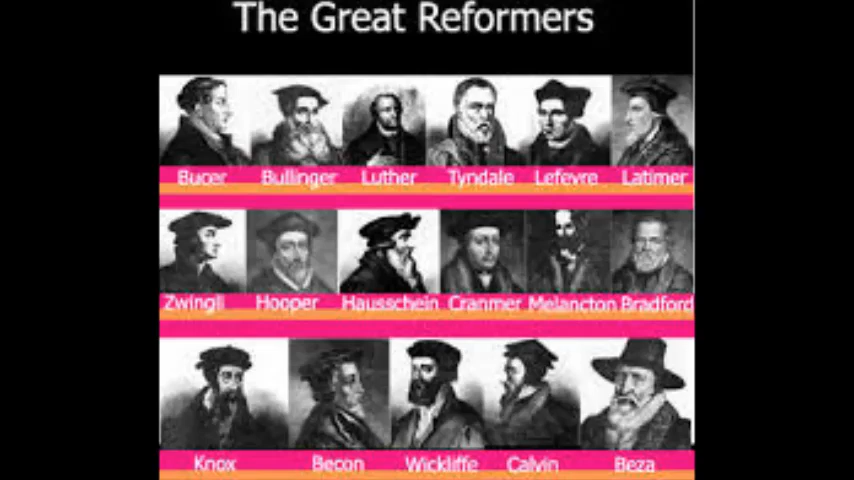 The Great Reformers
Bucer Bullinger Luther Tyndale Lefevre Latimer
Zwingli Hooper Hausschein Cranmer Melancton Bradford
Knox Becon Wickliffe Calvin Beza